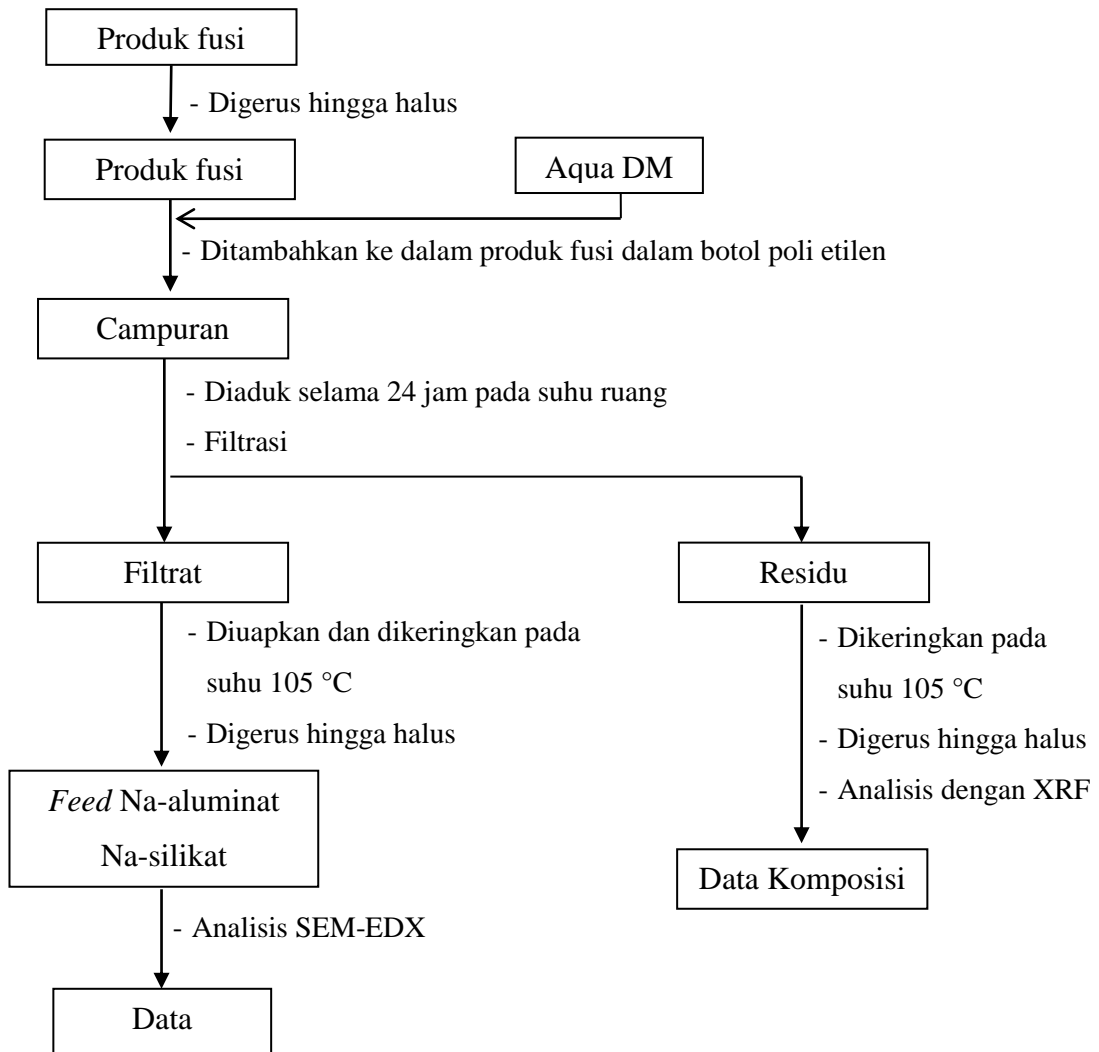 Produk fusi
- Digerus hingga halus
Produk fusi
Aqua DM
- Ditambahkan ke dalam produk fusi dalam botol poli etilen
Campuran
- Diaduk selama 24 jam pada suhu ruang
- Filtrasi
Filtrat
- Diuapkan dan dikeringkan pada
suhu 105 °C
- Digerus hingga halus
Feed Na-aluminat
Na-silikat
- Analisis SEM-EDX
Data
Residu
- Dikeringkan pada
suhu 105 °C
- Digerus hingga halus
- Analisis dengan XRF
Data Komposisi